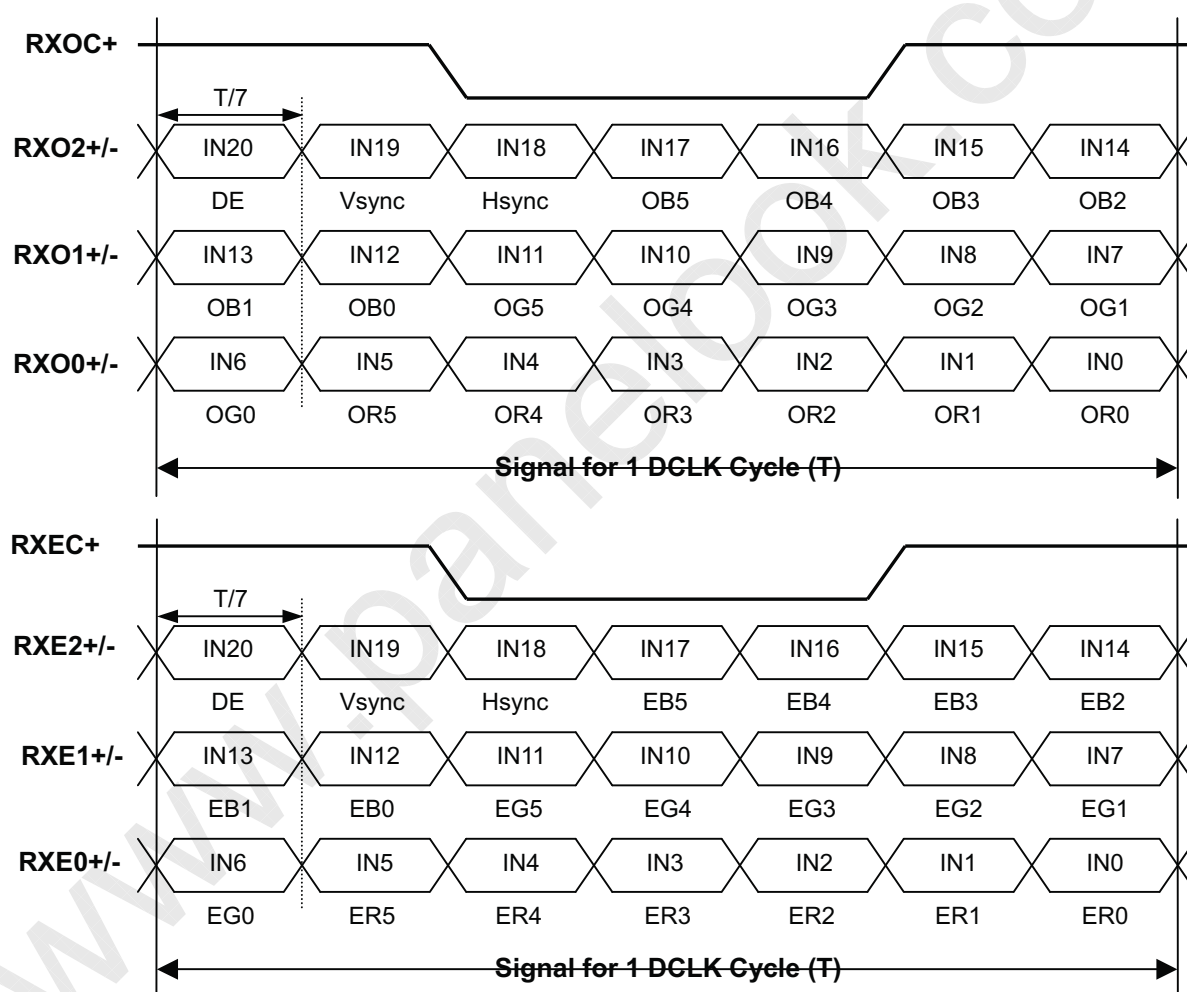 RXOC+
T/7
RXO2+/- IN20 IN19 IN18 IN17 IN16 IN15 IN14
DE Vsync Hsync OB5 OB4 OB3 OB2
RXO1+/- IN13 IN12 IN11 IN10 IN9 IN8 IN7
OB1 OB0 OG5 OG4 OG3 OG2 OG1
RXO0+/- IN6 IN5 IN4 IN3 IN2 IN1 IN0
OG0 OR5 OR4 OR3 OR2 OR1 OR0
Signal for 1 DCLK Cycle (T)
RXEC+
T/7
RXE2+/- IN20 IN19 IN18 IN17 IN16 IN15 IN14
DE Vsync Hsync EB5 EB4 EB3 EB2
RXE1+/- IN13 IN12 IN11 IN10 IN9 IN8 IN7
EB1 EB0 EG5 EG4 EG3 EG2 EG1
RXE0+/- IN6 IN5 IN4 IN3 IN2 IN1 IN0
EG0 ER5 ER4 ER3 ER2 ER1 ER0
Signal for 1 DCLK Cycle (T)
www.panelook.co